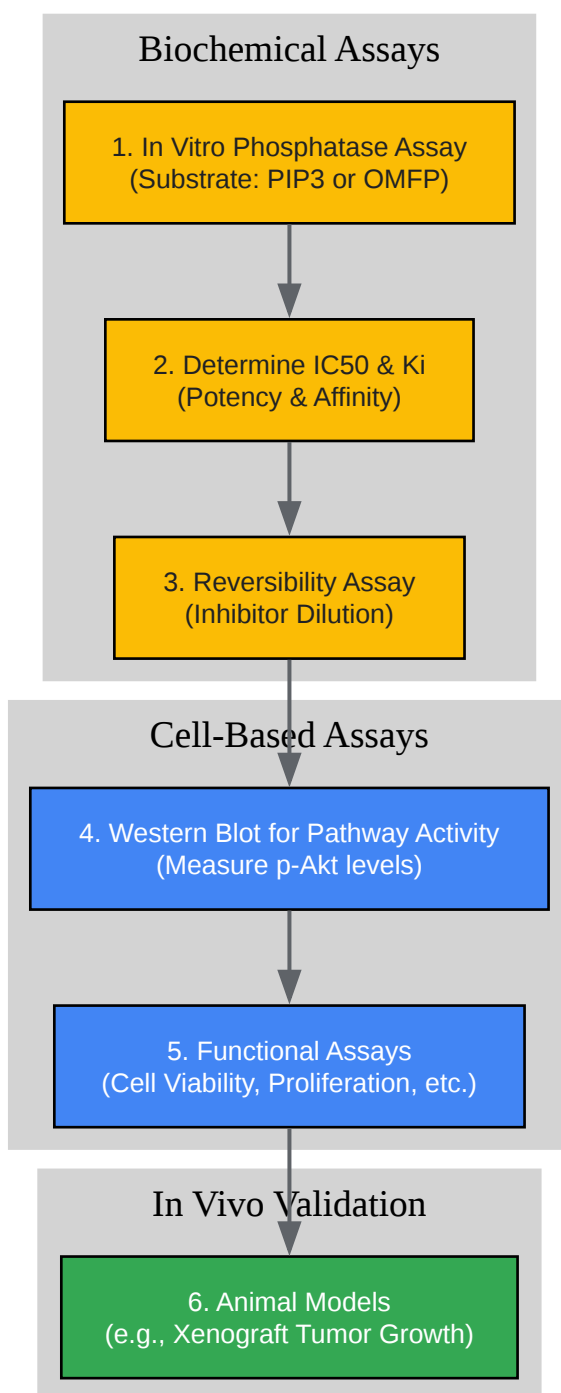 Biochemical Assays
1. In Vitro Phosphatase Assay
(Substrate: PIP3 or OMFP)
2. Determine IC50 & Ki
(Potency & Affinity)
3. Reversibility Assay
(Inhibitor Dilution)
Cell-Based Assays
4. Western Blot for Pathway Activity
(Measure p-Akt levels)
5. Functional Assays
(Cell Viability, Proliferation, etc.)
In Vivo Validation
6. Animal Models
(e.g., Xenograft Tumor Growth)